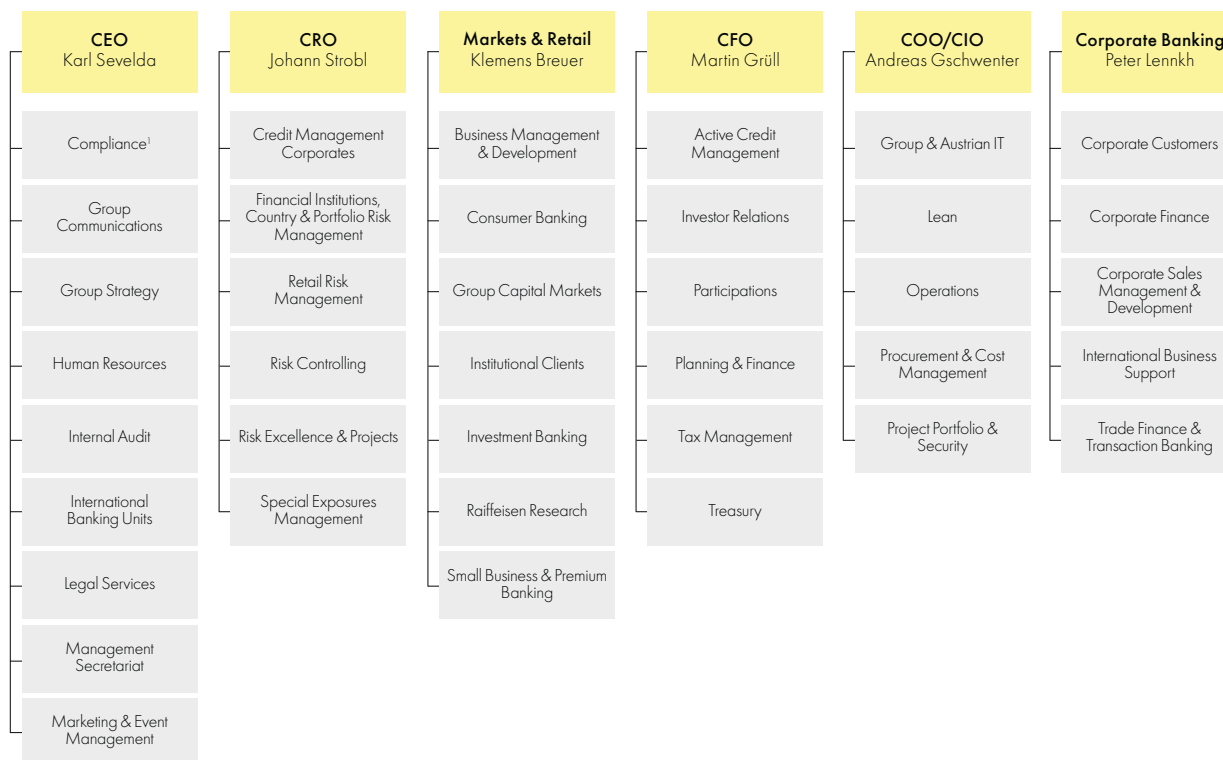 CEO
Karl Sevelda
Compliance¹
Group
Communications
Group Strategy
Human Resources
Internal Audit
International
Banking Units
Legal Services
Management
Secretariat
Marketing & Event
Management
CRO
Johann Strobl
Credit Management
Corporates
Financial Institutions,
Country & Portfolio Risk
Management
Retail Risk
Management
Risk Controlling
Risk Excellence & Projects
Special Exposures
Management
Markets & Retail
Klemens Breuer
Business Management
& Development
Consumer Banking
Group Capital Markets
Institutional Clients
Investment Banking
Raiffeisen Research
Small Business & Premium
Banking
CFO
Martin Grüll
Active Credit
Management
Investor Relations
Participations
Planning & Finance
Tax Management
Treasury
COO/CIO
Andreas Gschwenter
Group & Austrian IT
Lean
Operations
Procurement & Cost
Management
Project Portfolio &
Security
Corporate Banking
Peter Lennkh
Corporate Customers
Corporate Finance
Corporate Sales
Management &
Development
International Business
Support
Trade Finance &
Transaction Banking